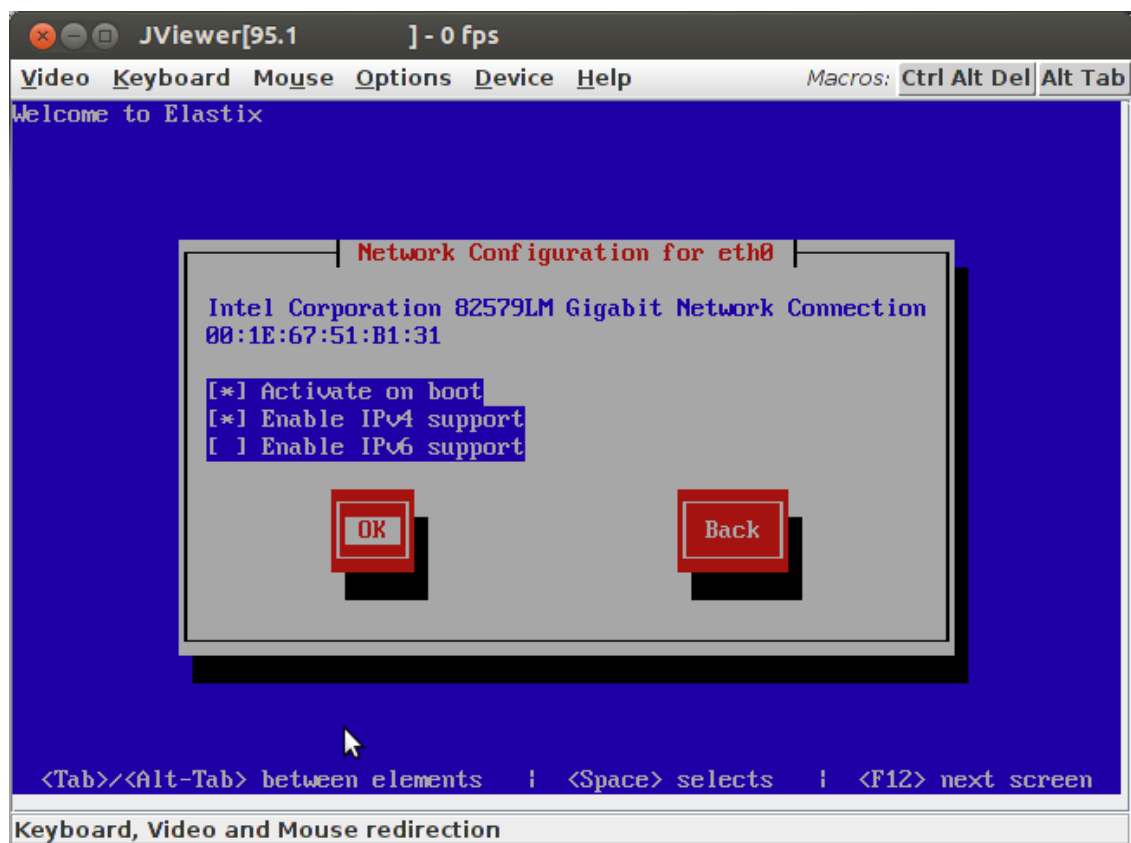 JViewer[95.1 ] - 0 fps
Video Keyboard Mouse Options Device Help Macros: Ctrl Alt Del Alt Tab
Welcome to Elastix
Network Configuration for eth0
Intel Corporation 82579LM Gigabit Network Connection
00:1E:67:51:B1:31
[*] Activate on boot
[*] Enable IPv4 support
[ ] Enable IPv6 support
OK Back
<Tab>/<Alt-Tab> between elements | <Space> selects | <F12> next screen
Keyboard, Video and Mouse redirection